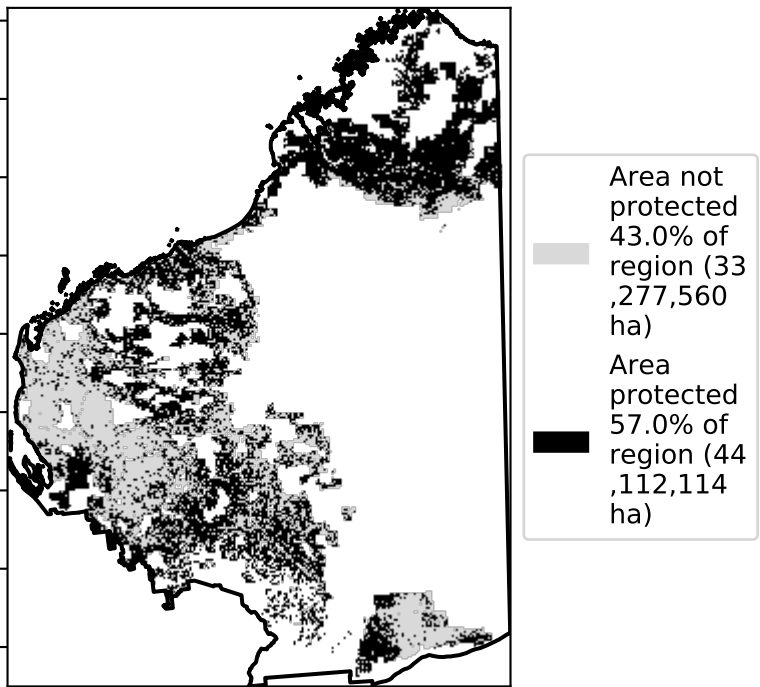 Area not
protected
43.0% of
region (33
,277,560
ha)
Area
protected
57.0% of
region (44
,112,114
ha)